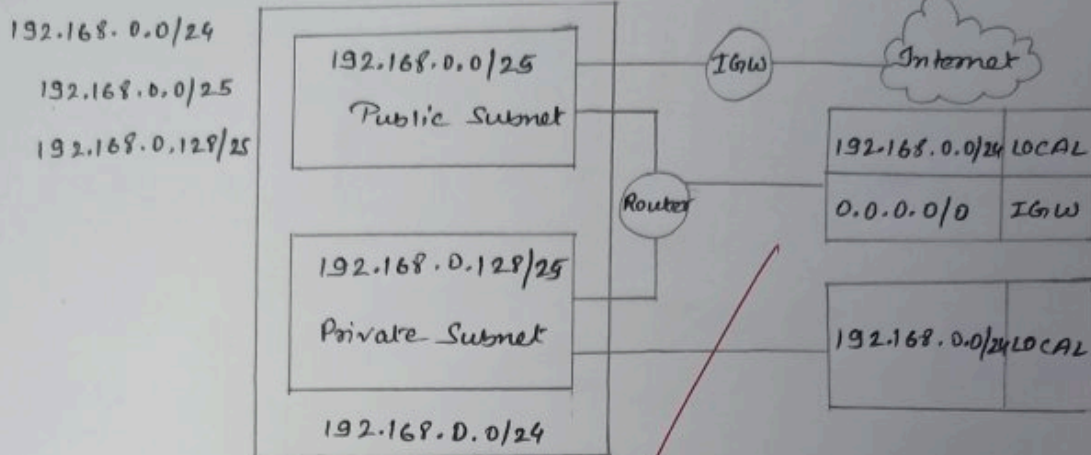 192.168.0.0/24
192.168.0.0/25
192.168.0.128/25
192.168.0.0/25
Public Subnet
IGW
Internet
192.168.0.0/24 LOCAL
0.0.0.0/0 IGW
Router
192.168.0.128/25
Private Subnet
192.168.0.0/24 LOCAL
192.168.0.0/24